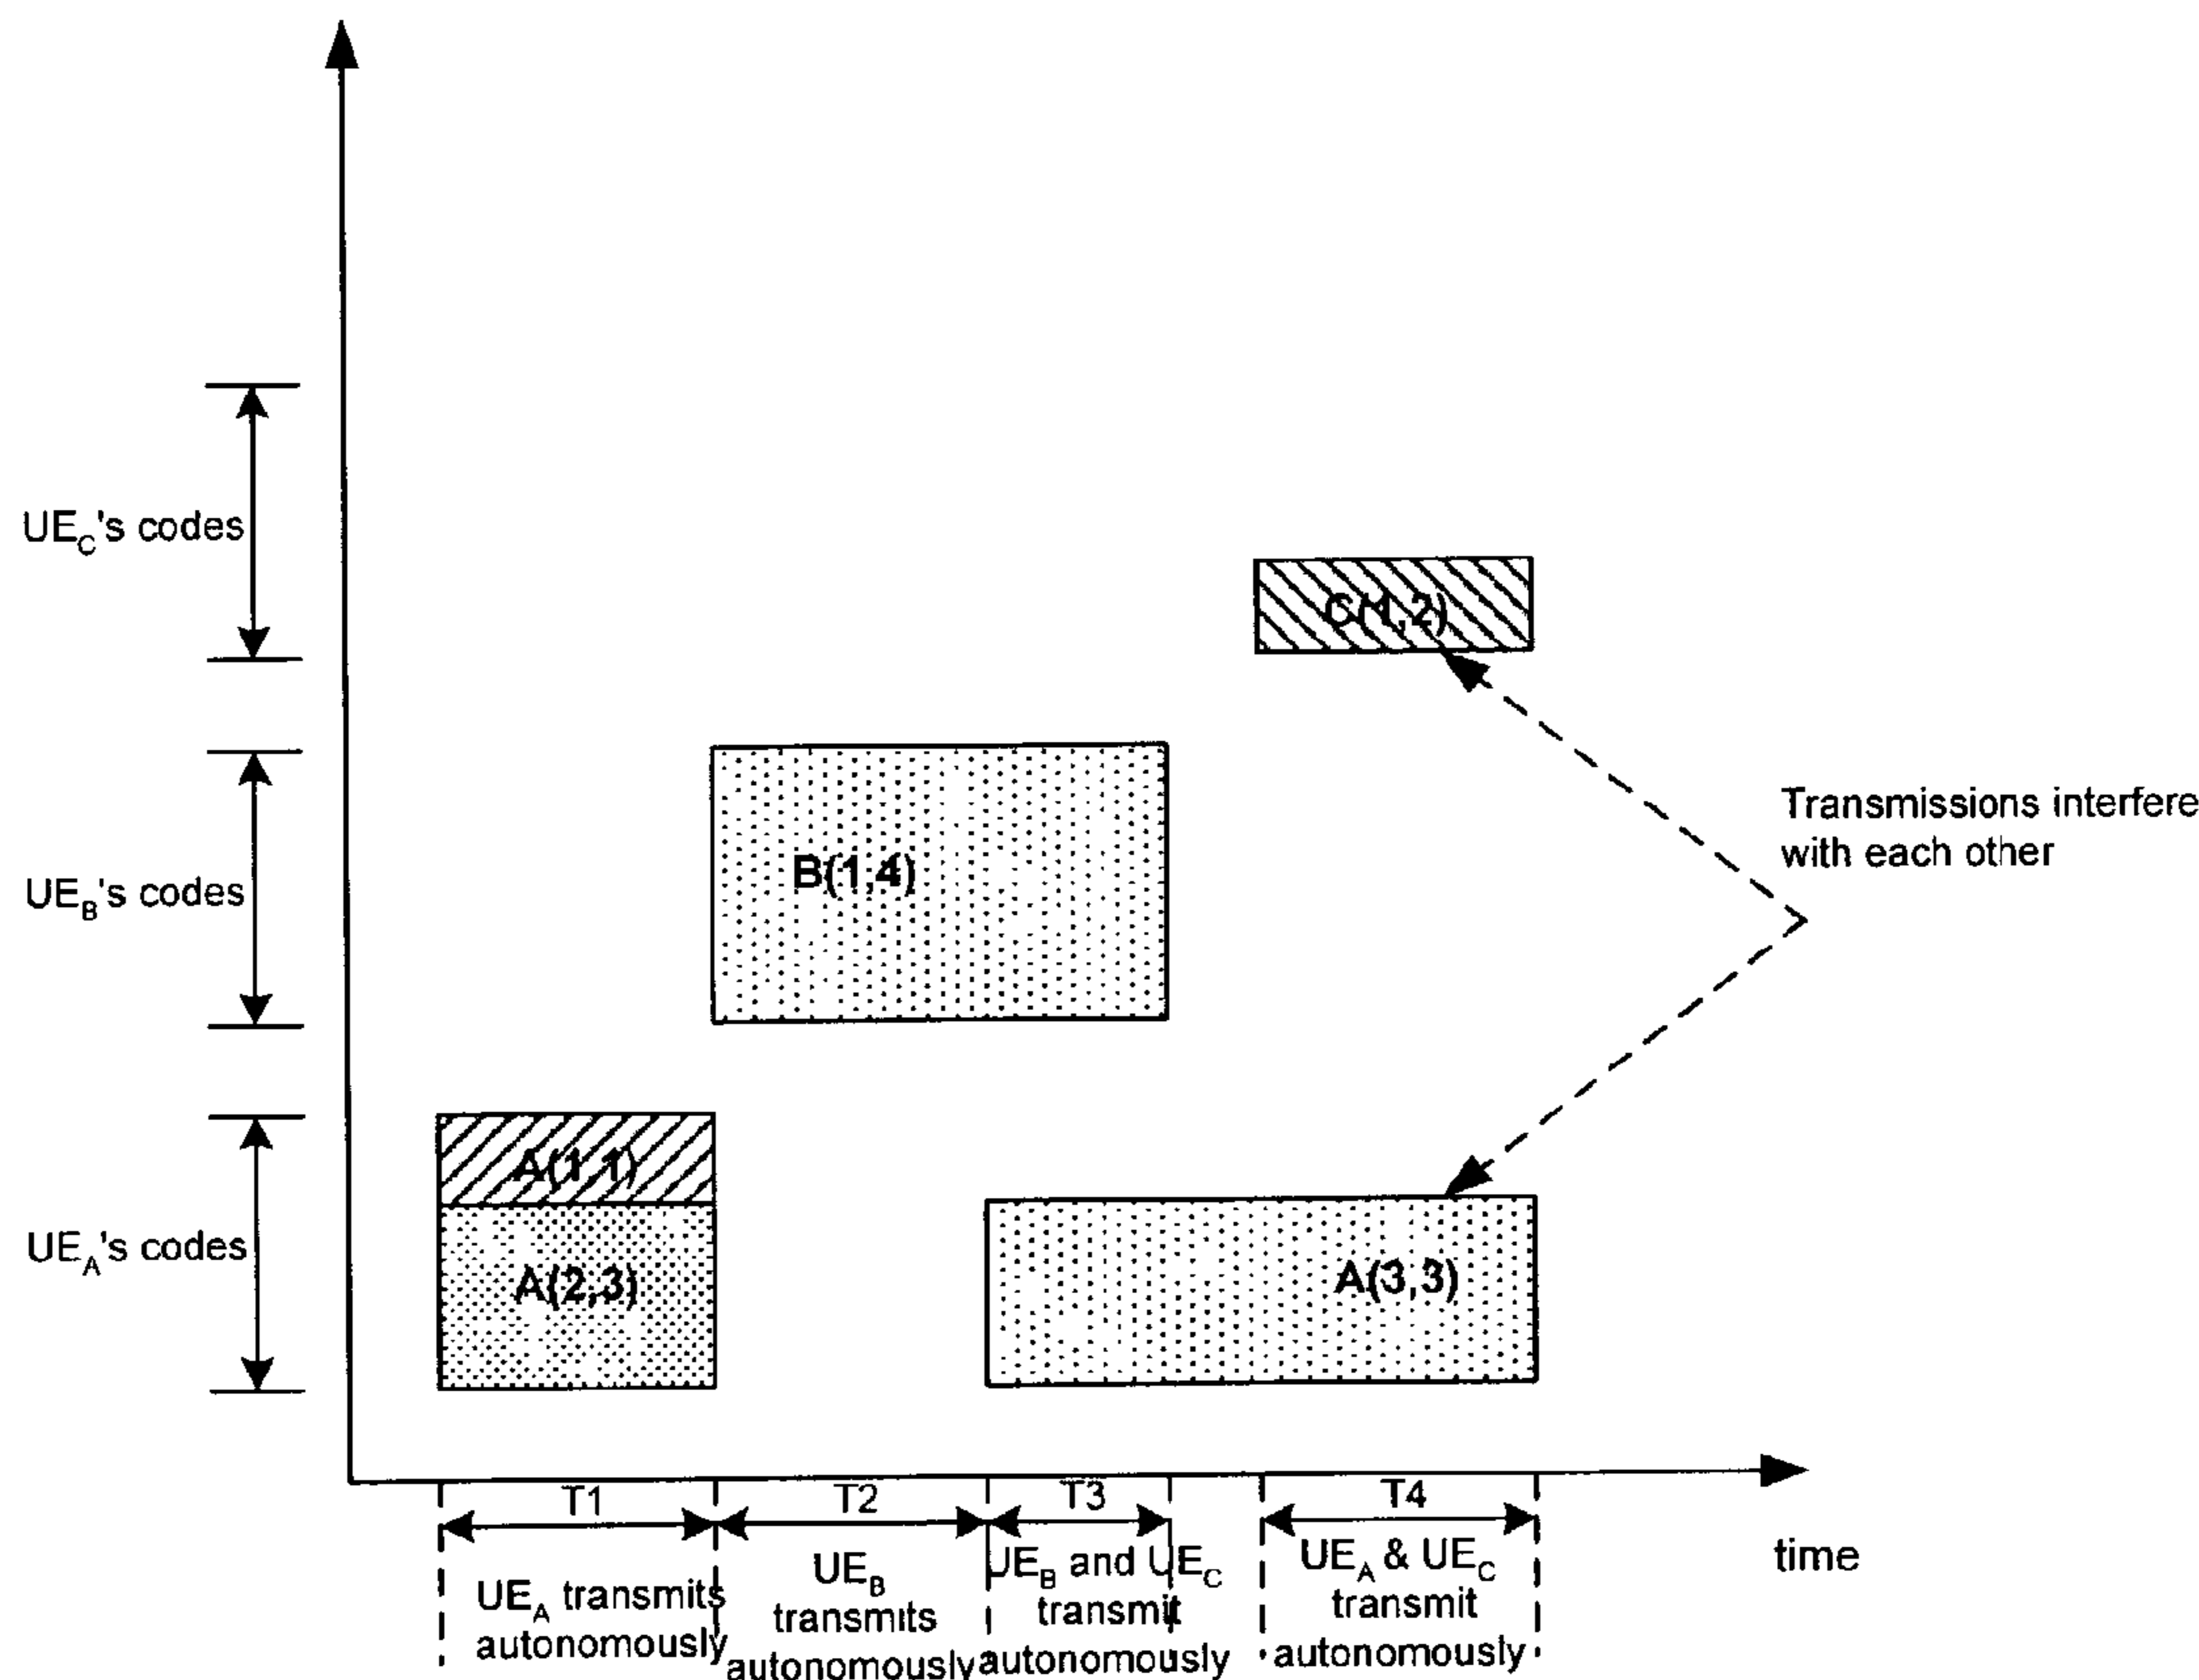 UEC's codes
C(1,2)
Transmissions interfere
with each other
B(1,4)
UEB's codes
A(1,1)
UEA's codes
A(2,3)
A(3,3)
T1
T2
T3
T4
time
UEA transmits
autonomously
UEB
transmits
autonomously
UEB and UEC
transmit
autonomously
UEA & UEC
transmit
autonomously